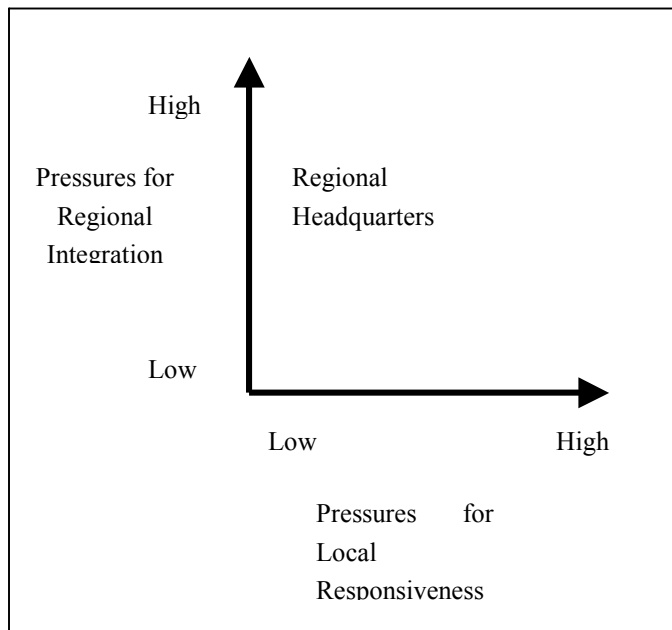 High
Pressures for
Regional
Integration
Regional
Headquarters
Low
Low
High
Pressures for
Local
Responsiveness